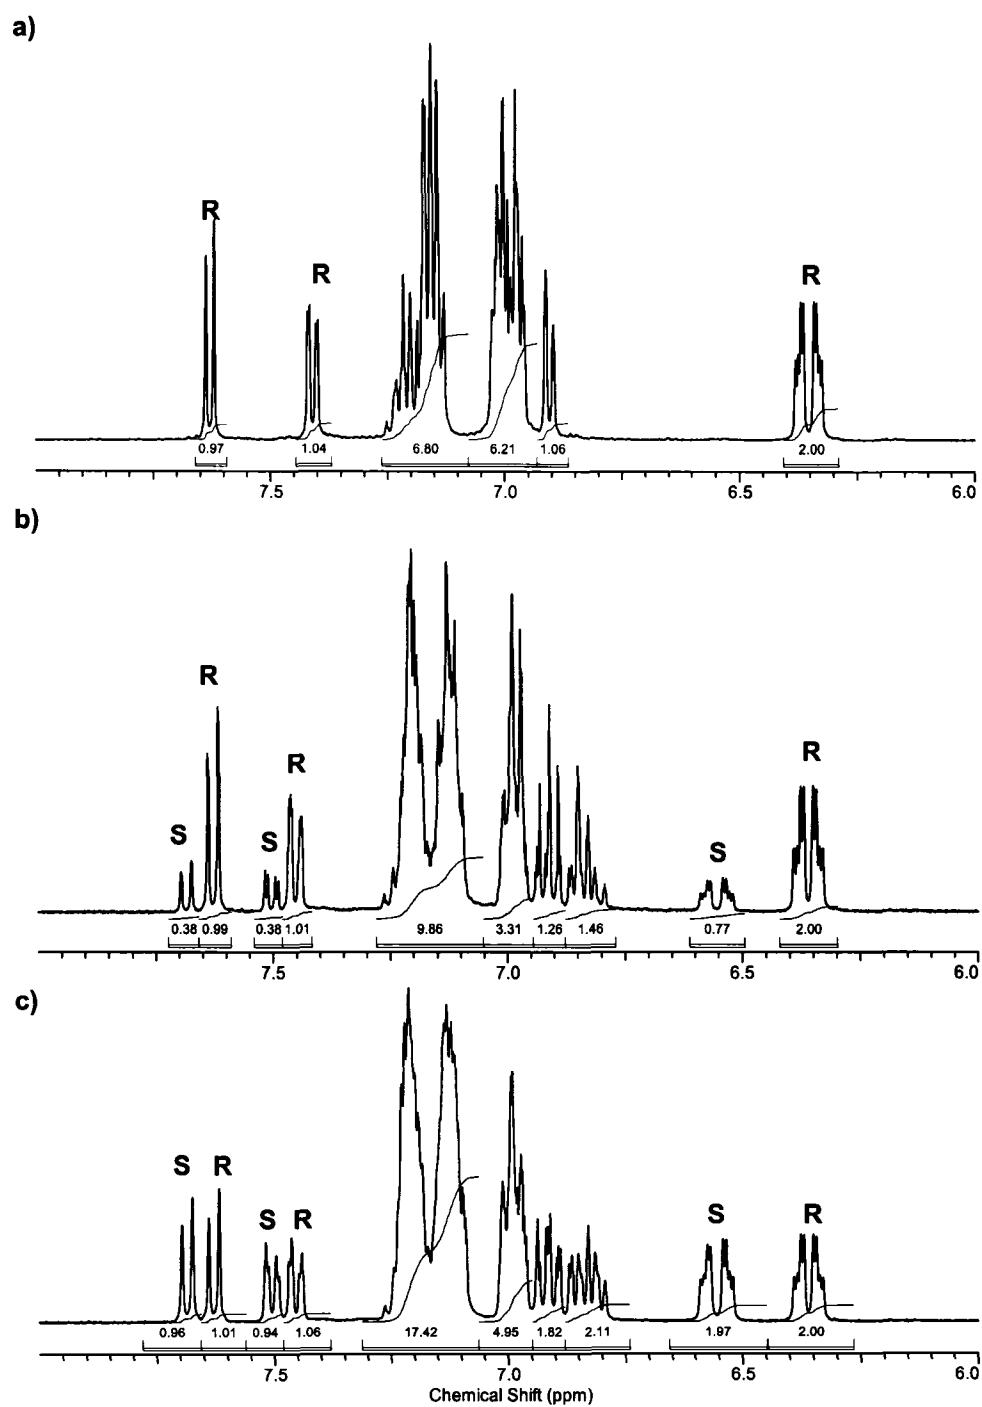 a)
R
R
R
0.97 1.04 6.80 6.21 1.06 2.00
7.5 7.0 6.5 6.0
b)
R
R
R
S
S
S
0.38 0.99 0.38 1.01 9.86 3.31 1.26 1.46 0.77 2.00
7.5 7.0 6.5 6.0
c)
S R
S R
S R
0.96 1.01 0.94 1.06 17.42 4.95 1.82 2.11 1.97 2.00
7.5 7.0 6.5 6.0
Chemical Shift (ppm)